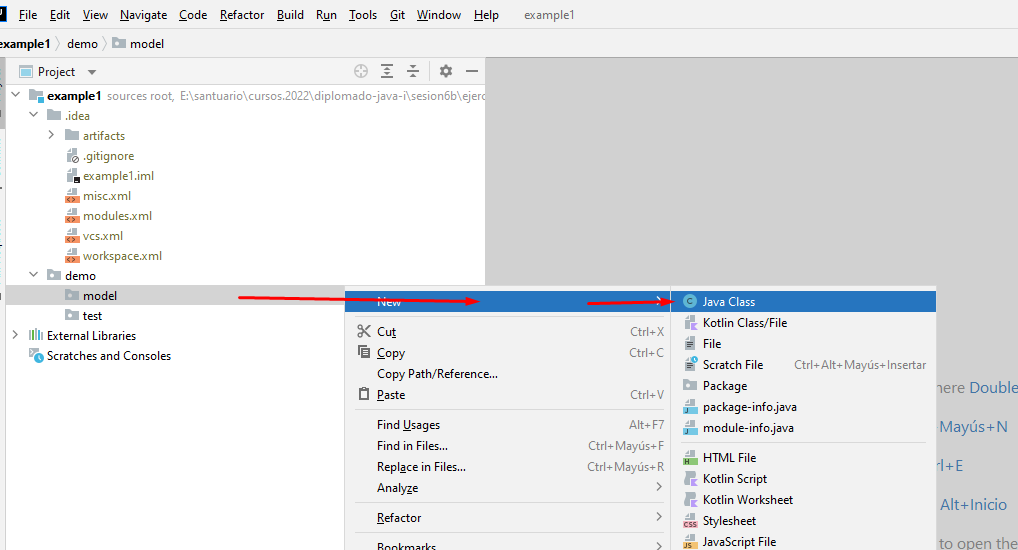 File Edit View Navigate Code Refactor Build Run Tools Git Window Help example1
example1 demo model
Project
example1 sources root, E:\santuario\cursos.2022\diplomado-java-i\sesion6b\ejerc
.idea
artifacts
.gitignore
example1.iml
misc.xml
modules.xml
vcs.xml
workspace.xml
demo
model
test
External Libraries
Scratches and Consoles
New
Cut Ctrl+X
Copy Ctrl+C
Copy Path/Reference...
Paste Ctrl+V
Find Usages Alt+F7
Find in Files... Ctrl+Mayús+F
Replace in Files... Ctrl+Mayús+R
Analyze
Refactor
Bookmarks
Java Class
Kotlin Class/File
File
Scratch File Ctrl+Alt+Mayús+Insertar
Package
package-info.java
module-info.java
HTML File
Kotlin Script
Kotlin Worksheet
Stylesheet
JavaScript File
here Double
Mayús+N
rl+E
Alt+Inicio
to open the